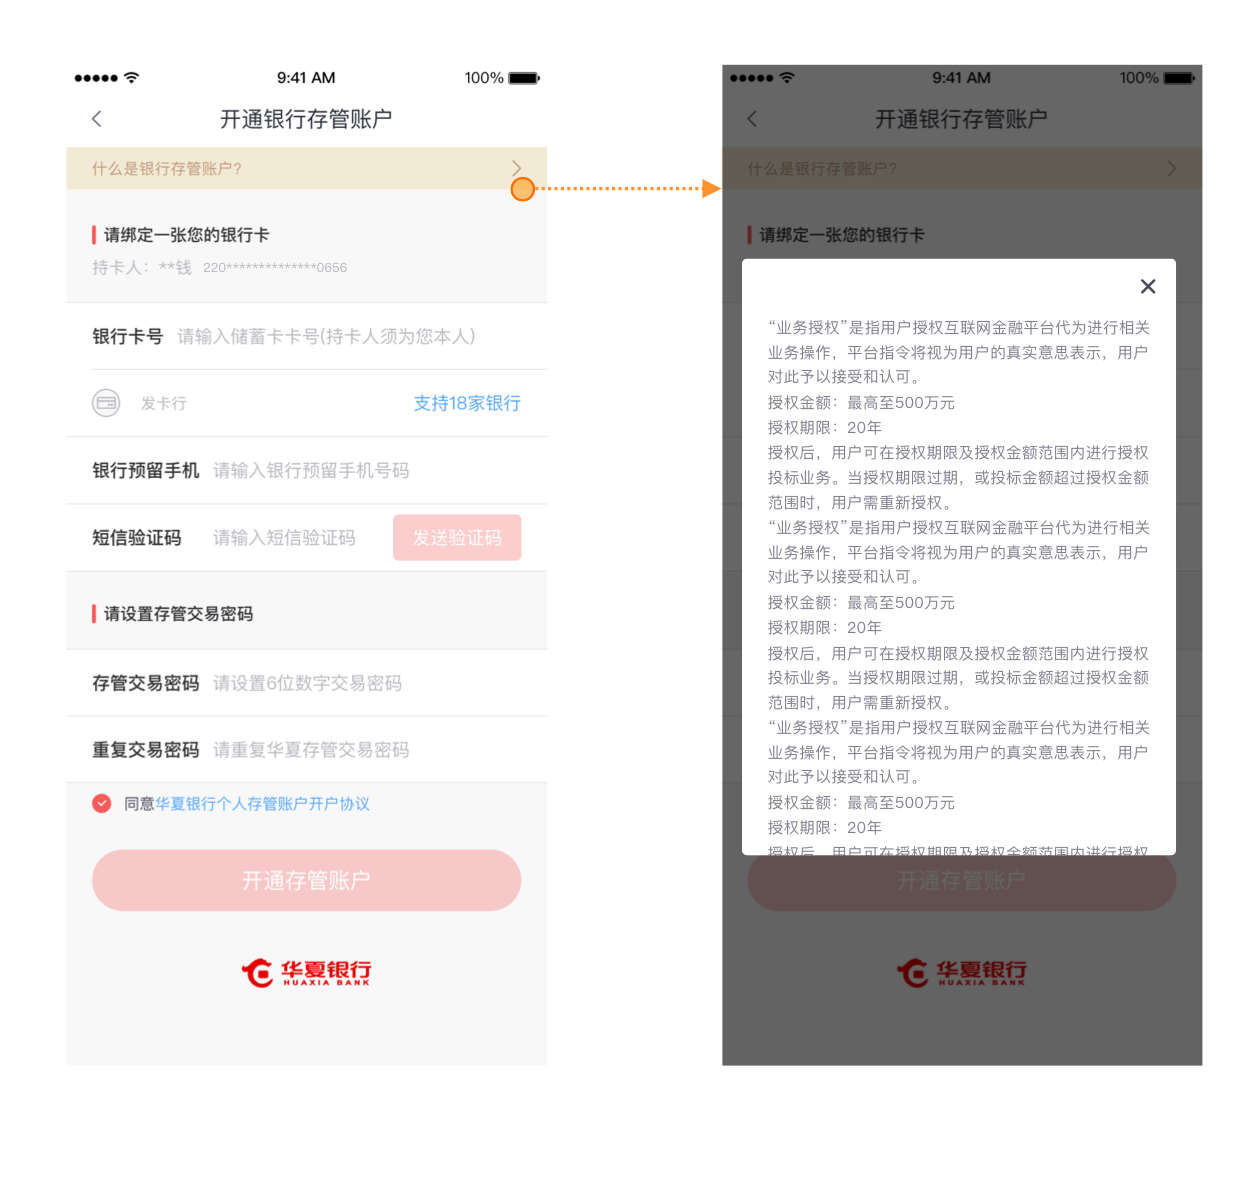 9:41 AM
100%
开通银行存管账户
什么是银行存管账户?
请绑定一张您的银行卡
持卡人：**钱 220**************0656
银行卡号 请输入储蓄卡卡号(持卡人须为您本人)
发卡行 支持18家银行
银行预留手机 请输入银行预留手机号码
短信验证码 请输入短信验证码 发送验证码
请设置存管交易密码
存管交易密码 请设置6位数字交易密码
重复交易密码 请重复华夏存管交易密码
同意华夏银行个人存管账户开户协议
开通存管账户
华夏银行
HUAXIA BANK
9:41 AM
100%
开通银行存管账户
什么是银行存管账户?
请绑定一张您的银行卡
“业务授权”是指用户授权互联网金融平台代为进行相关
业务操作，平台指令将视为用户的真实意思表示，用户
对此予以接受和认可。
授权金额：最高至500万元
授权期限：20年
授权后，用户可在授权期限及授权金额范围内进行授权
投标业务。当授权期限过期，或投标金额超过授权金额
范围时，用户需重新授权。
“业务授权”是指用户授权互联网金融平台代为进行相关
业务操作，平台指令将视为用户的真实意思表示，用户
对此予以接受和认可。
授权金额：最高至500万元
授权期限：20年
授权后，用户可在授权期限及授权金额范围内进行授权
投标业务。当授权期限过期，或投标金额超过授权金额
范围时，用户需重新授权。
“业务授权”是指用户授权互联网金融平台代为进行相关
业务操作，平台指令将视为用户的真实意思表示，用户
对此予以接受和认可。
授权金额：最高至500万元
授权期限：20年
授权后，用户可在授权期限及授权金额范围内进行授权
开通存管账户
华夏银行
HUAXIA BANK